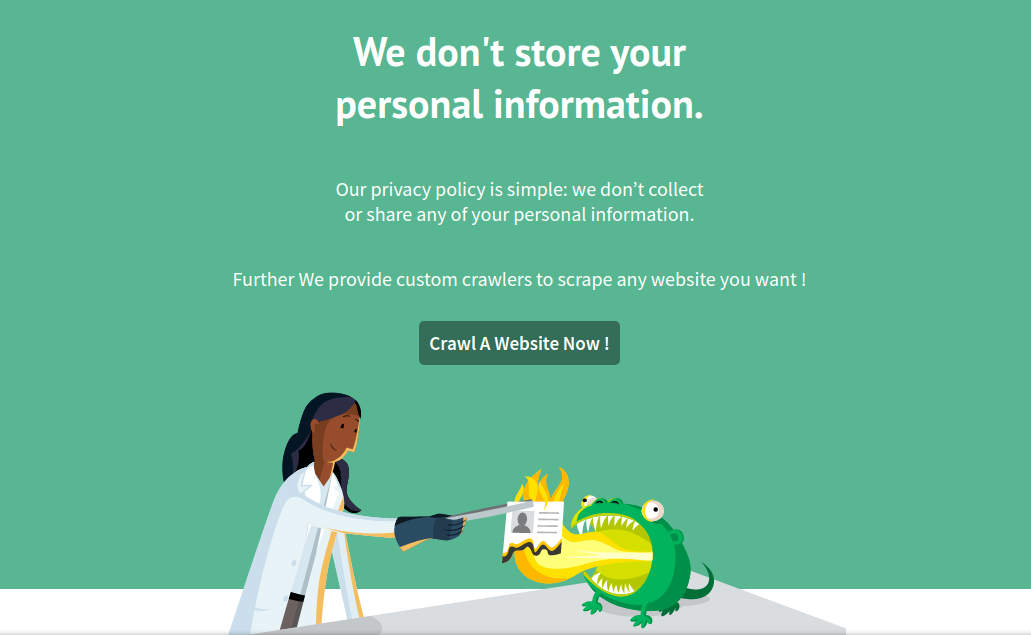 We don't store your
personal information.
Our privacy policy is simple: we don’t collect
or share any of your personal information.
Further We provide custom crawlers to scrape any website you want !
Crawl A Website Now !